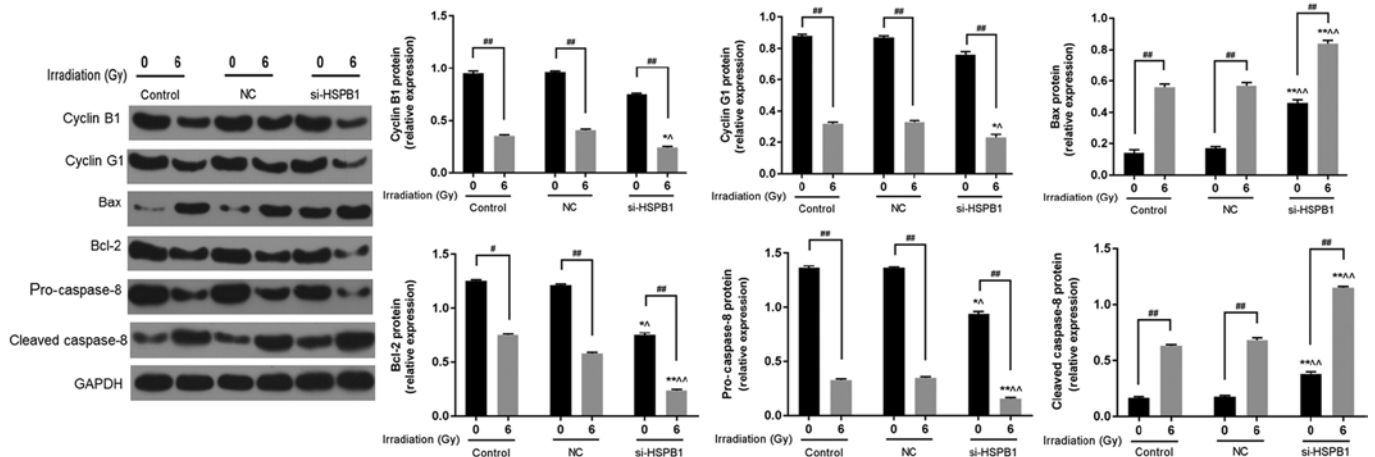 0 6 0 6 0 6
Irradiation (Gy)
Control NC si-HSPB1
Cyclin B1
Cyclin G1
Bax
Bcl-2
Pro-caspase-8
Cleaved caspase-8
GAPDH
Cyclin B1 protein
(relative expression)
1.5
1.0
0.5
0.0
## ## ##
*^
0 6 0 6 0 6
Irradiation (Gy)
Control NC si-HSPB1
Cyclin G1 protein
(relative expression)
1.0
0.8
0.6
0.4
0.2
0.0
## ## ##
*^
0 6 0 6 0 6
Irradiation (Gy)
Control NC si-HSPB1
Bax protein
(relative expression)
1.0
0.8
0.6
0.4
0.2
0.0
## ## ##
**^^
**^^
0 6 0 6 0 6
Irradiation (Gy)
Control NC si-HSPB1
Bcl-2 protein
(relative expression)
1.5
1.0
0.5
0.0
# ## ##
*^
**^^
0 6 0 6 0 6
Irradiation (Gy)
Control NC si-HSPB1
Pro-caspase-8 protein
(relative expression)
1.5
1.0
0.5
0.0
## ## ##
*^
**^^
0 6 0 6 0 6
Irradiation (Gy)
Control NC si-HSPB1
Cleaved caspase-8 protein
(relative expression)
1.5
1.0
0.5
0.0
## ## ##
**^^
**^^
0 6 0 6 0 6
Irradiation (Gy)
Control NC si-HSPB1